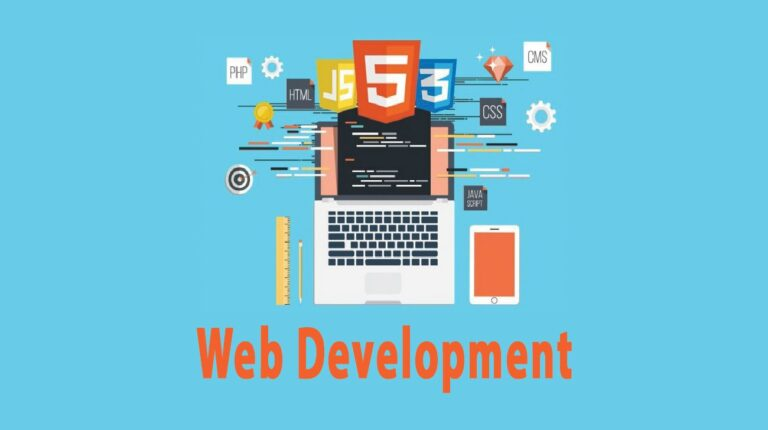 PHP
HTML
JS
5
3
CMS
CSS
JAVA
SCRIPT
Web Development